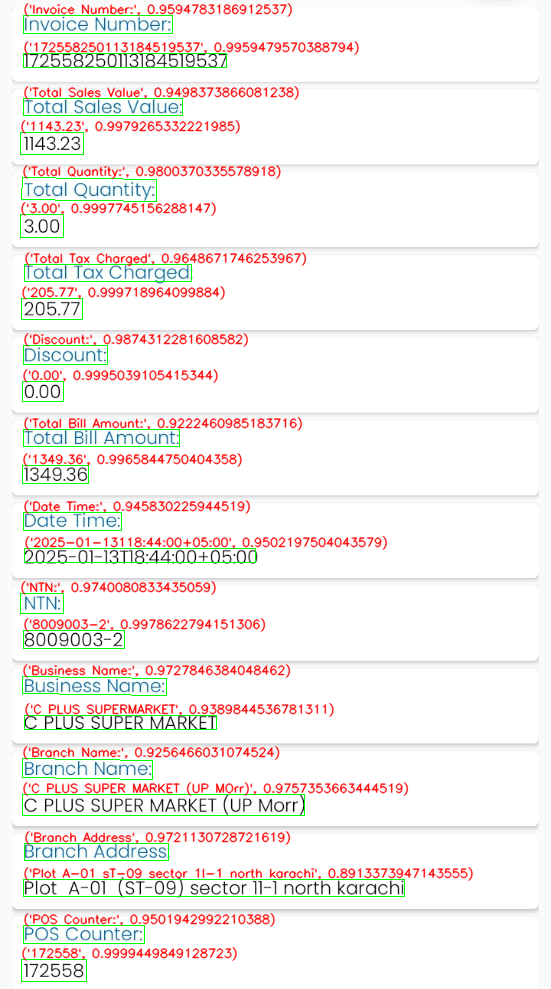 ('Invoice Number:', 0.9594783186912537)
Invoice Number:
('172558250113184519537', 0.9959479570388794)
172558250113184519537
('Total Sales Value', 0.9498373866081238)
Total Sales Value:
('1143.23', 0.9979265332221985)
1143.23
('Total Quantity:', 0.9800370335578918)
Total Quantity:
('3.00', 0.9997745156288147)
3.00
('Total Tax Charged', 0.9648671746253967)
Total Tax Charged:
('205.77', 0.999718964099884)
205.77
('Discount:', 0.9874312281608582)
Discount:
('0.00', 0.9995039105415344)
0.00
('Total Bill Amount:', 0.9222460985183716)
Total Bill Amount:
('1349.36', 0.9965844750404358)
1349.36
('Date Time:', 0.945830225944519)
Date Time:
('2025-01-13118:44:00+05:00', 0.9502197504043579)
2025-01-13T18:44:00+05:00
('NTN:', 0.9740080833435059)
NTN:
('8009003-2', 0.9978622794151306)
8009003-2
('Business Name:', 0.9727846384048462)
Business Name:
('C PLUS SUPERMARKET', 0.9389844536781311)
C PLUS SUPER MARKET
('Branch Name:', 0.9256466031074524)
Branch Name:
('C PLUS SUPER MARKET (UP MOrr)', 0.9757353663444519)
C PLUS SUPER MARKET (UP Morr)
('Branch Address', 0.9721130728721619)
Branch Address
('Plot A-01 sT-09 sector 1l-1 north karachi', 0.8913373947143555)
Plot A-01 (ST-09) sector 11-1 north karachi
('POS Counter:', 0.9501942992210388)
POS Counter:
('172558', 0.9999449849128723)
172558